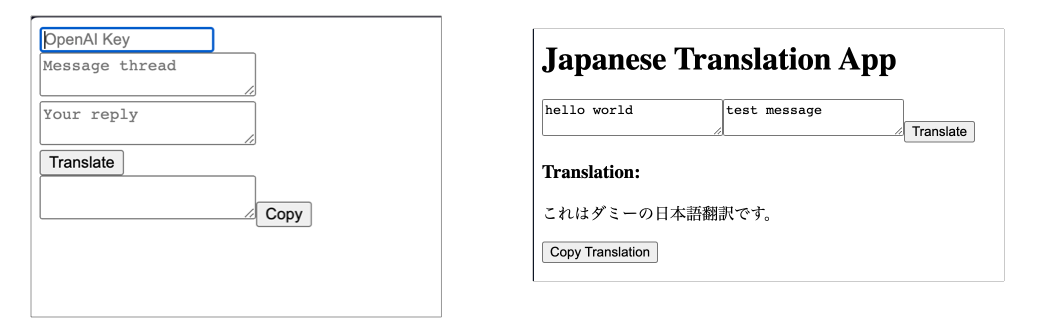 OpenAI Key
Message thread
Your reply
Translate
Copy
Japanese Translation App
hello world
test message
Translate
Translation:
これはダミーの日本語翻訳です。
Copy Translation